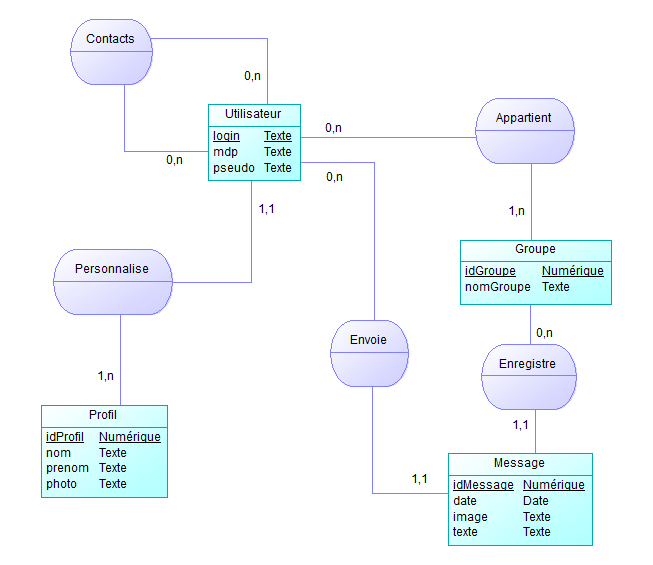 Contacts
0,n
Utilisateur
login Texte
mdp Texte
pseudo Texte
0,n
0,n
Appartient
0,n
1,1
1,n
Personnalise
Groupe
idGroupe Numérique
nomGroupe Texte
0,n
Envoie
Enregistre
1,n
Profil
idProfil Numérique
nom Texte
prenom Texte
photo Texte
1,1
Message
idMessage Numérique
date Date
image Texte
texte Texte
1,1